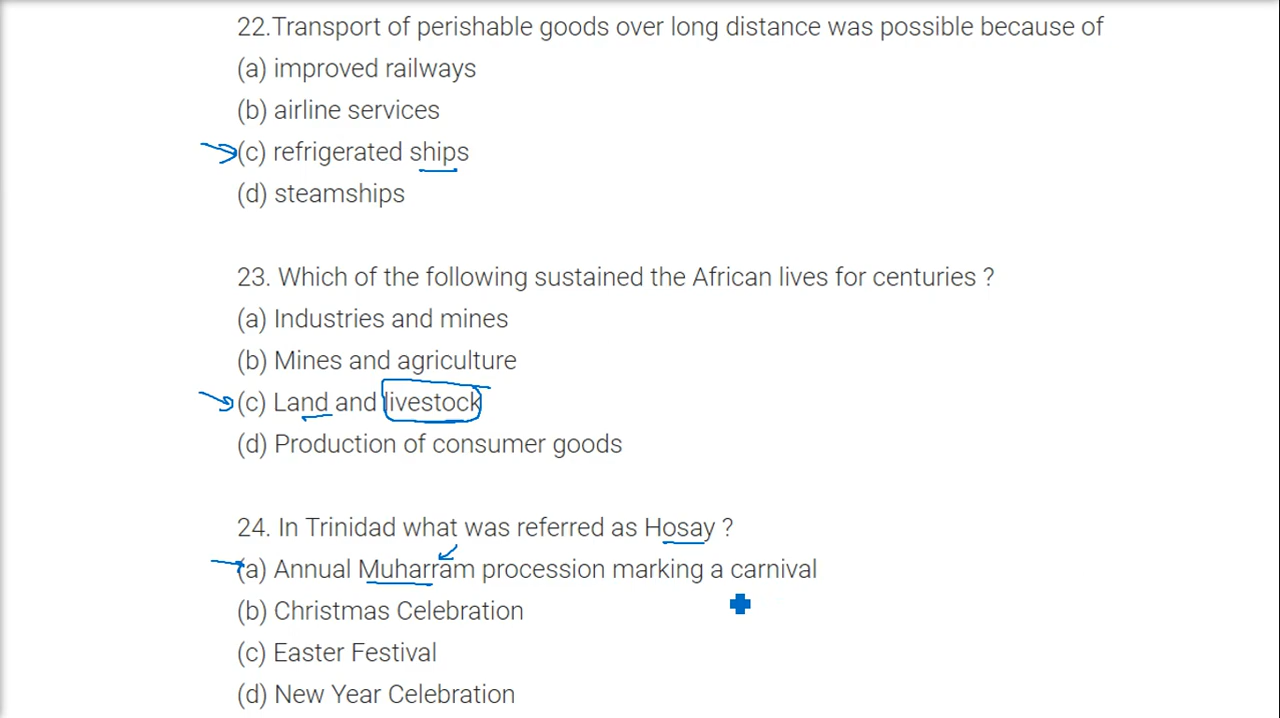 22.Transport of perishable goods over long distance was possible because of
(a) improved railways
(b) airline services
(c) refrigerated ships
(d) steamships
23. Which of the following sustained the African lives for centuries ?
(a) Industries and mines
(b) Mines and agriculture
(c) Land and livestock
(d) Production of consumer goods
24. In Trinidad what was referred as Hosay ?
(a) Annual Muharram procession marking a carnival
(b) Christmas Celebration
(c) Easter Festival
(d) New Year Celebration